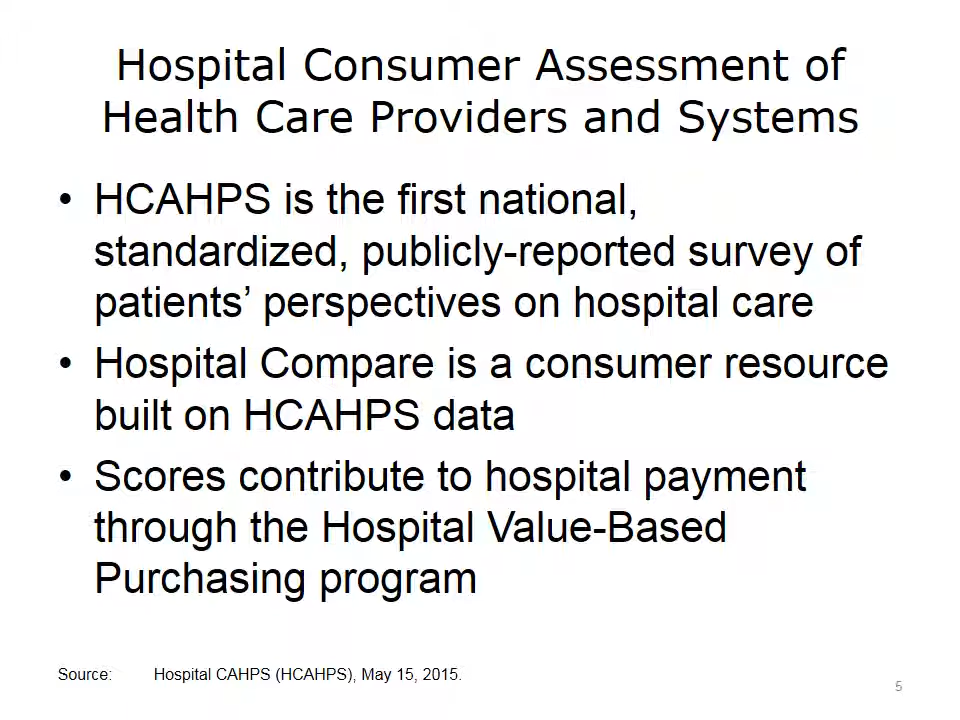 Hospital Consumer Assessment of
Health Care Providers and Systems
• HCAHPS is the first national,
standardized, publicly-reported survey of
patients’ perspectives on hospital care
• Hospital Compare is a consumer resource
built on HCAHPS data
• Scores contribute to hospital payment
through the Hospital Value-Based
Purchasing program
Source: Hospital CAHPS (HCAHPS), May 15, 2015.
5